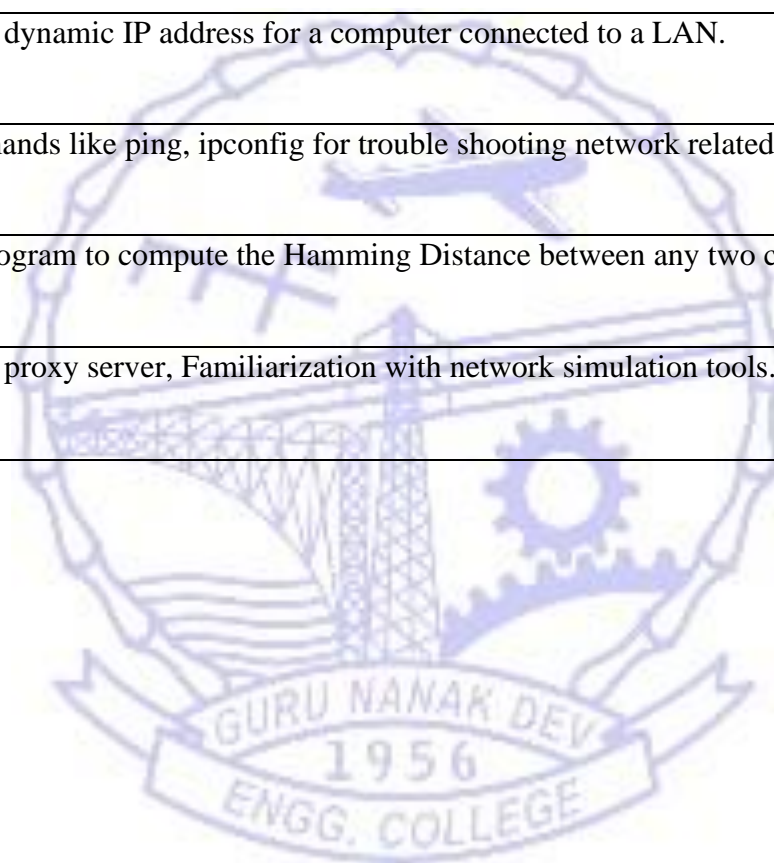 dynamic IP address for a computer connected to a LAN.
ands like ping, ipconfig for trouble shooting network related
ogram to compute the Hamming Distance between any two c
proxy server, Familiarization with network simulation tools.
GURU NANAK DEV
1956
ENGG. COLLEGE